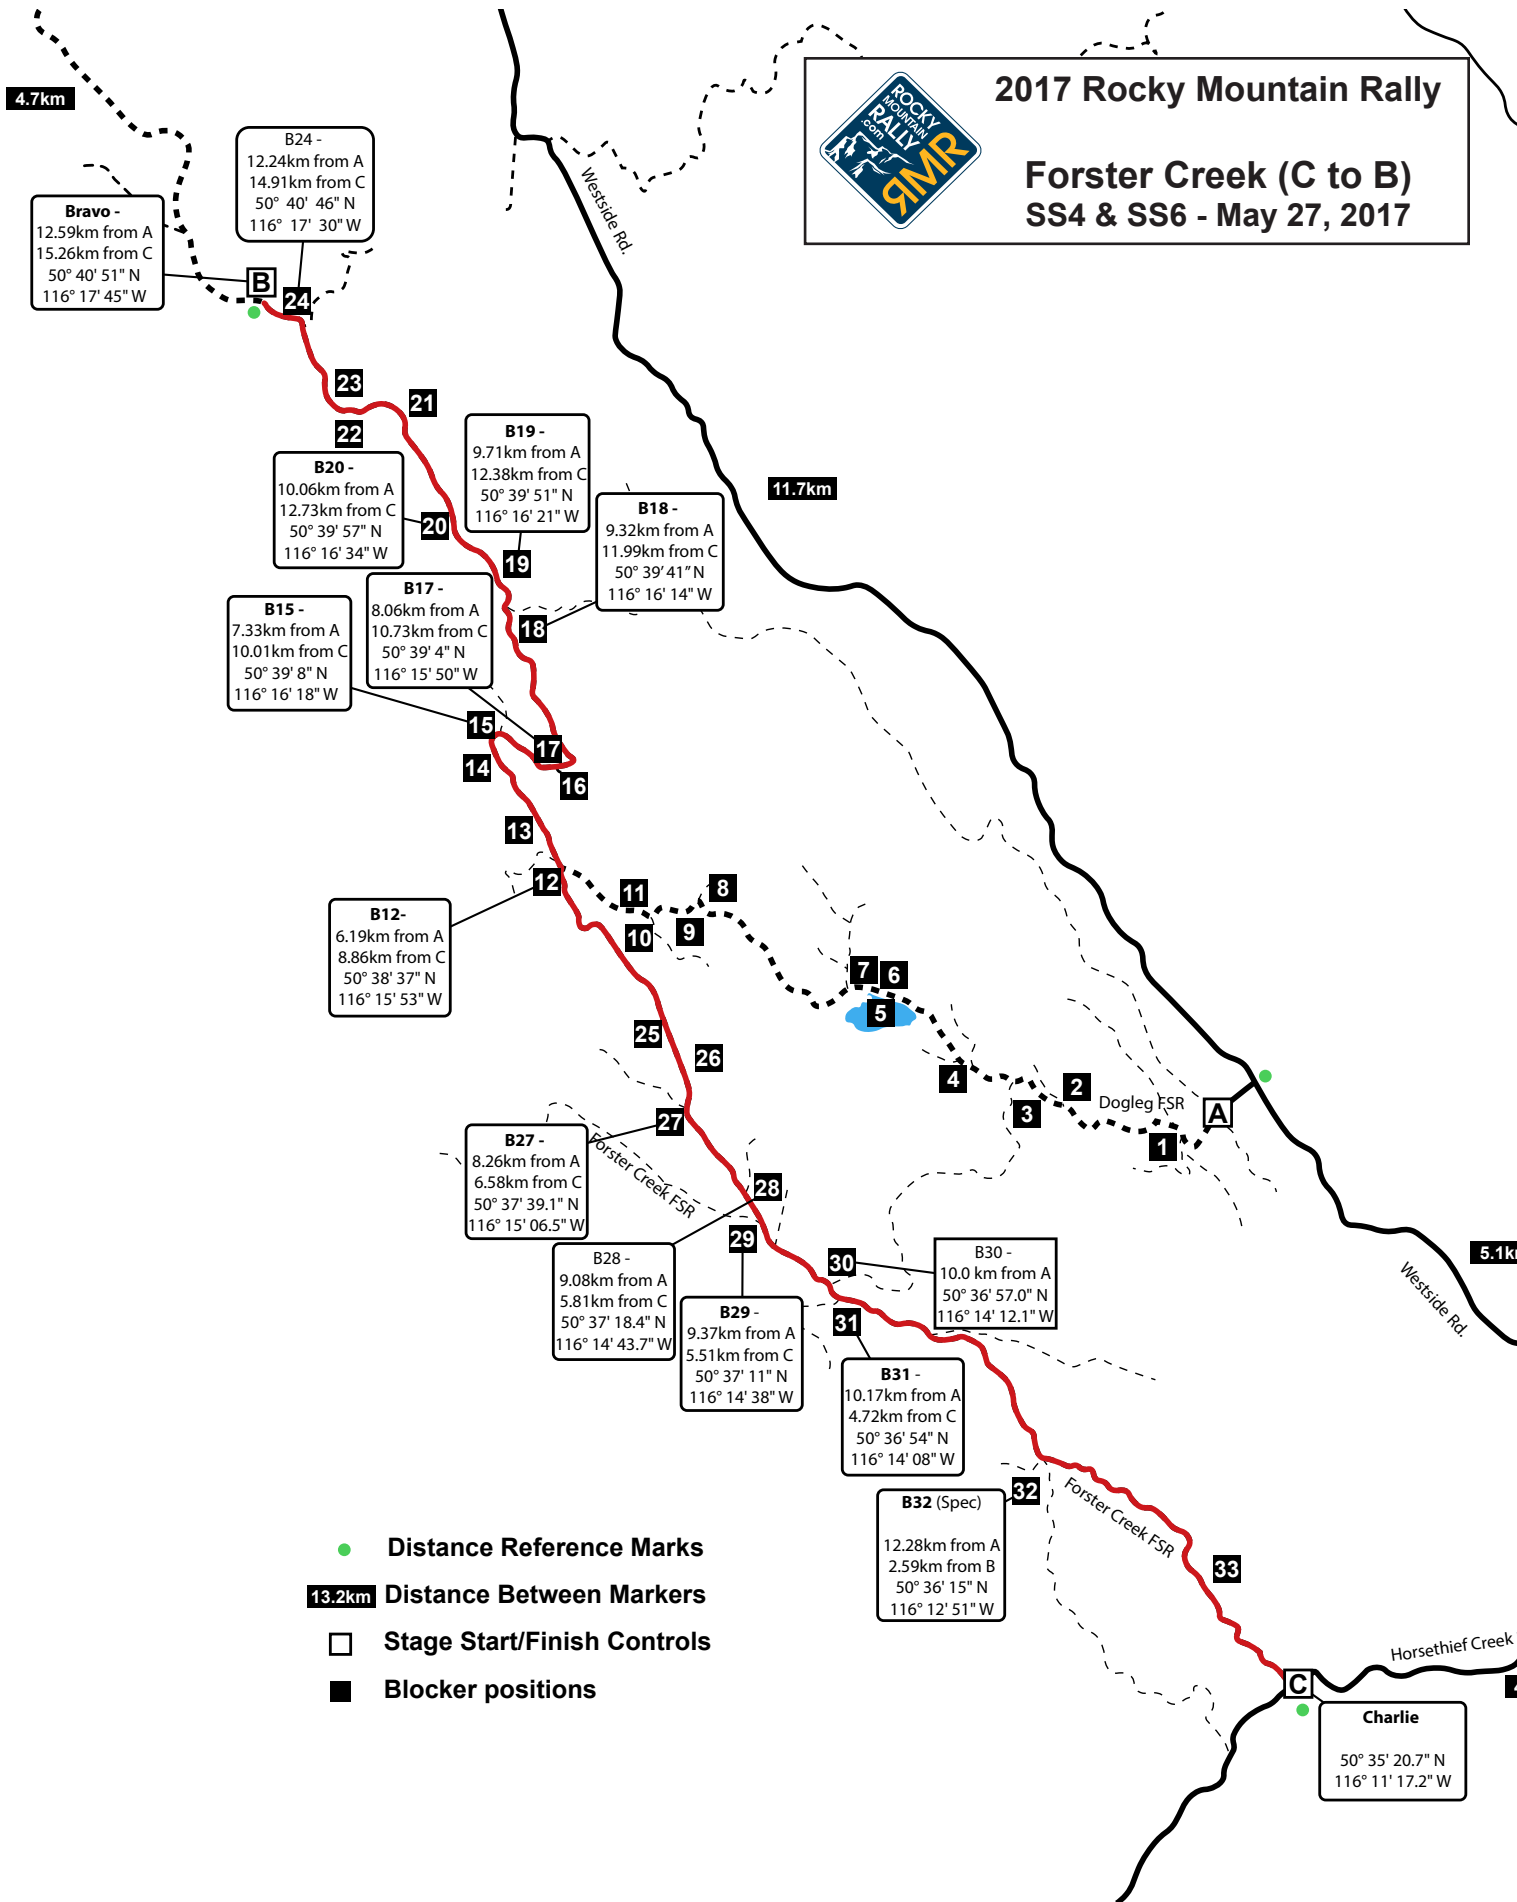 2017 Rocky Mountain Rally
Forster Creek (C to B)
SS4 & SS6 - May 27, 2017
ROCKY
MOUNTAIN
RALLY
.com
RMR
4.7km
B24 -
12.24km from A
14.91km from C
50° 40' 46" N
116° 17' 30" W
Bravo -
12.59km from A
15.26km from C
50° 40' 51" N
116° 17' 45" W
B
24
Westside Rd.
23
21
22
11.7km
B19 -
9.71km from A
12.38km from C
50° 39' 51" N
116° 16' 21" W
B20 -
10.06km from A
12.73km from C
50° 39' 57" N
116° 16' 34" W
20
19
B18 -
9.32km from A
11.99km from C
50° 39' 41" N
116° 16' 14" W
18
B17 -
8.06km from A
10.73km from C
50° 39' 4" N
116° 15' 50" W
B15 -
7.33km from A
10.01km from C
50° 39' 8" N
116° 16' 18" W
15
17
14
16
13
12
11
8
10
9
B12-
6.19km from A
8.86km from C
50° 38' 37" N
116° 15' 53" W
7
6
5
25
26
4
2
3
Dogleg FSR
A
1
27
B27 -
8.26km from A
6.58km from C
50° 37' 39.1" N
116° 15' 06.5" W
Forster Creek FSR
28
29
B28 -
9.08km from A
5.81km from C
50° 37' 18.4" N
116° 14' 43.7" W
30
B30 -
10.0 km from A
50° 36' 57.0" N
116° 14' 12.1" W
5.1k
Westside Rd.
B29 -
9.37km from A
5.51km from C
50° 37' 11" N
116° 14' 38" W
31
B31 -
10.17km from A
4.72km from C
50° 36' 54" N
116° 14' 08" W
32
B32 (Spec)
12.28km from A
2.59km from B
50° 36' 15" N
116° 12' 51" W
Forster Creek FSR
33
Distance Reference Marks
13.2km Distance Between Markers
Stage Start/Finish Controls
Blocker positions
Horsethief Creek
C
Charlie
50° 35' 20.7" N
116° 11' 17.2" W